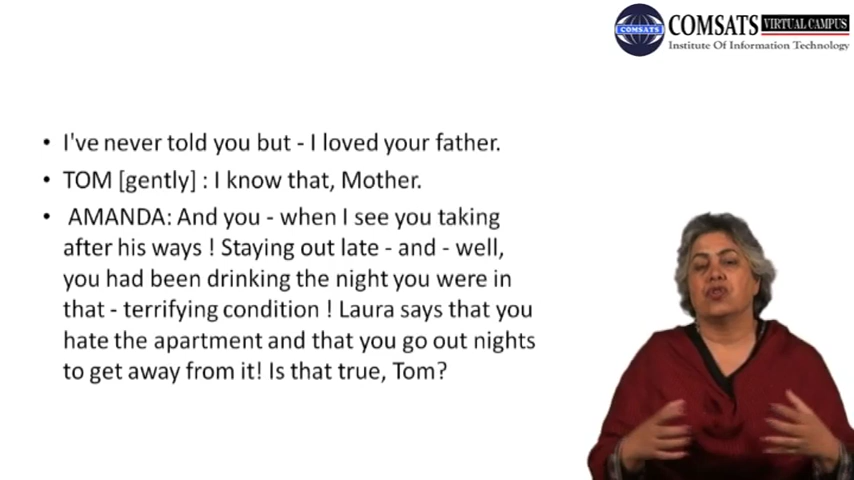 COMSATS
COMSATS VIRTUAL CAMPUS
Institute Of Information Technology
• I've never told you but - I loved your father.
• TOM [gently] : I know that, Mother.
• AMANDA: And you - when I see you taking
after his ways ! Staying out late - and - well,
you had been drinking the night you were in
that - terrifying condition ! Laura says that you
hate the apartment and that you go out nights
to get away from it! Is that true, Tom?